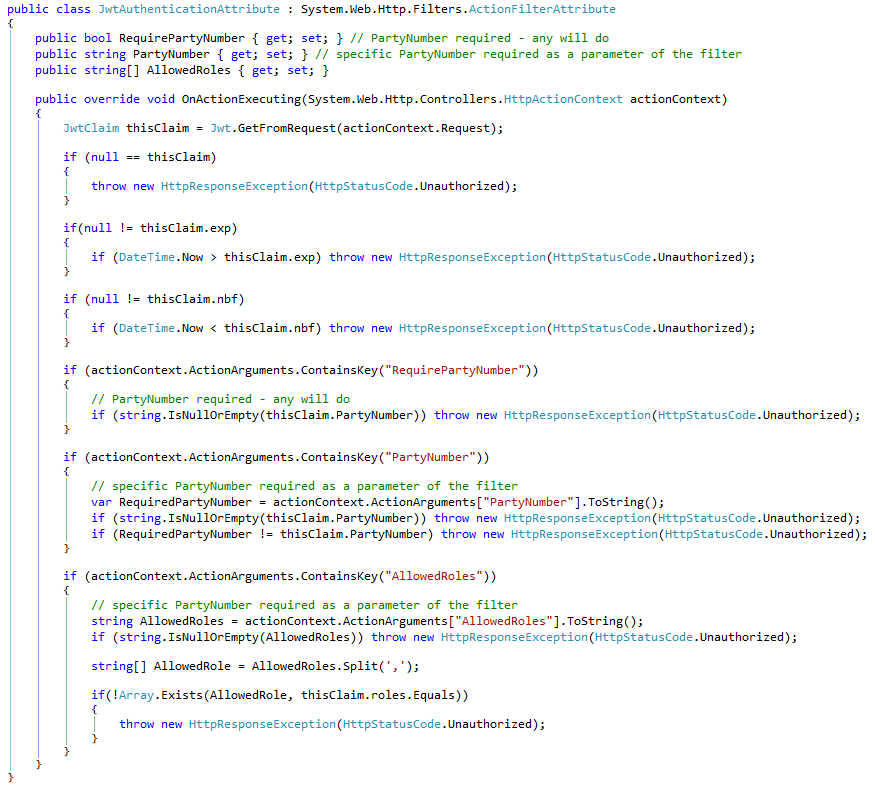 public class JwtAuthenticationAttribute : System.Web.Http.Filters.ActionFilterAttribute
{
    public bool RequirePartyNumber { get; set; } // PartyNumber required - any will do
    public string PartyNumber { get; set; } // specific PartyNumber required as a parameter of the filter
    public string[] AllowedRoles { get; set; }

    public override void OnActionExecuting(System.Web.Http.Controllers.HttpActionContext actionContext)
    {
        JwtClaim thisClaim = Jwt.GetFromRequest(actionContext.Request);

        if (null == thisClaim)
        {
            throw new HttpResponseException(HttpStatusCode.Unauthorized);
        }

        if(null != thisClaim.exp)
        {
            if (DateTime.Now > thisClaim.exp) throw new HttpResponseException(HttpStatusCode.Unauthorized);
        }

        if (null != thisClaim.nbf)
        {
            if (DateTime.Now < thisClaim.nbf) throw new HttpResponseException(HttpStatusCode.Unauthorized);
        }

        if (actionContext.ActionArguments.ContainsKey("RequirePartyNumber"))
        {
            // PartyNumber required - any will do
            if (string.IsNullOrEmpty(thisClaim.PartyNumber)) throw new HttpResponseException(HttpStatusCode.Unauthorized);
        }

        if (actionContext.ActionArguments.ContainsKey("PartyNumber"))
        {
            // specific PartyNumber required as a parameter of the filter
            var RequiredPartyNumber = actionContext.ActionArguments["PartyNumber"].ToString();
            if (string.IsNullOrEmpty(thisClaim.PartyNumber)) throw new HttpResponseException(HttpStatusCode.Unauthorized);
            if (RequiredPartyNumber != thisClaim.PartyNumber) throw new HttpResponseException(HttpStatusCode.Unauthorized);
        }

        if (actionContext.ActionArguments.ContainsKey("AllowedRoles"))
        {
            // specific PartyNumber required as a parameter of the filter
            string AllowedRoles = actionContext.ActionArguments["AllowedRoles"].ToString();
            if (string.IsNullOrEmpty(AllowedRoles)) throw new HttpResponseException(HttpStatusCode.Unauthorized);

            string[] AllowedRole = AllowedRoles.Split(',');

            if(!Array.Exists(AllowedRole, thisClaim.roles.Equals))
            {
                throw new HttpResponseException(HttpStatusCode.Unauthorized);
            }
        }
    }
}